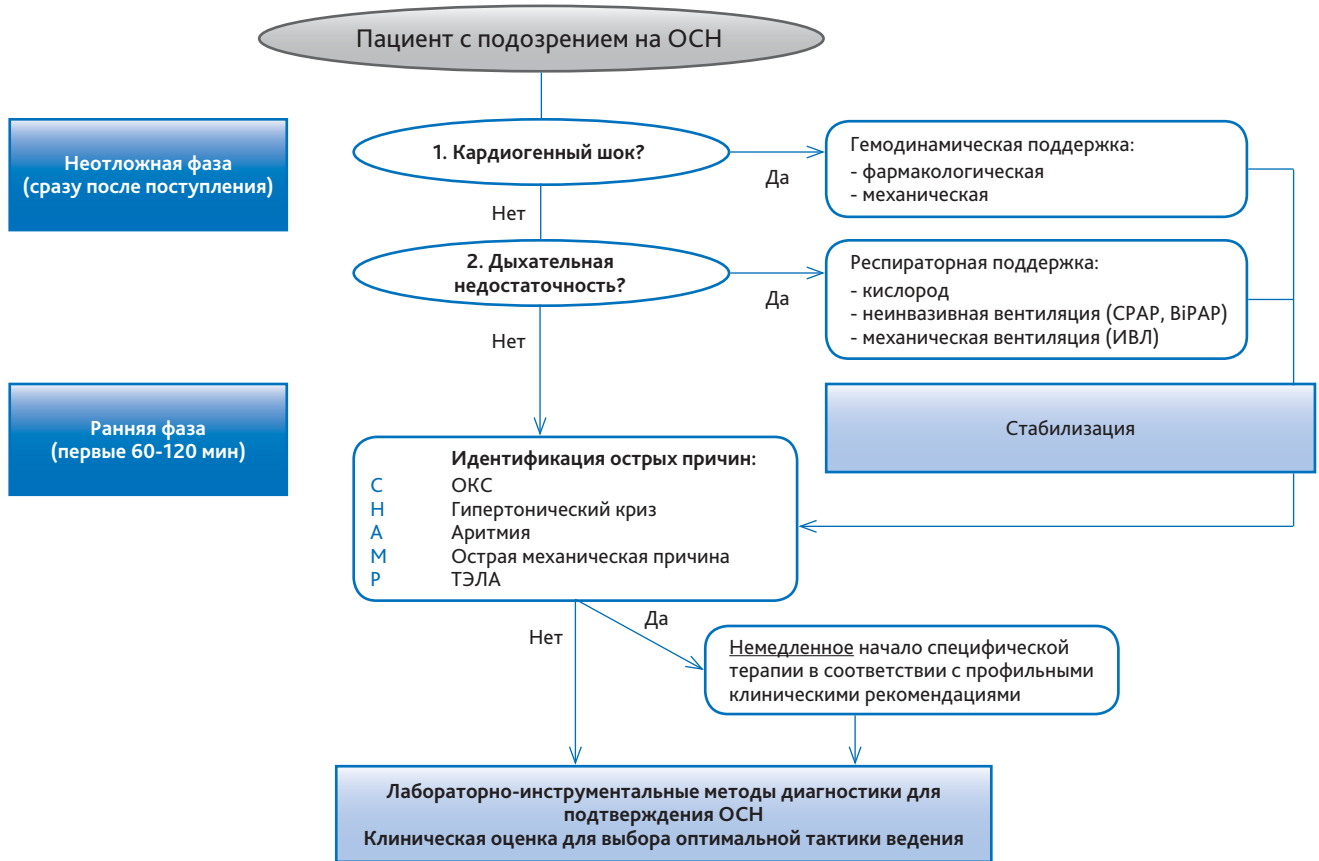 Пациент с подозрением на ОСН
Неотложная фаза
(сразу после поступления)
1. Кардиогенный шок?
Да
Гемодинамическая поддержка:
- фармакологическая
- механическая
Нет
2. Дыхательная
недостаточность?
Да
Респираторная поддержка:
- кислород
- неинвазивная вентиляция (CPAP, BiPAP)
- механическая вентиляция (ИВЛ)
Нет
Ранняя фаза
(первые 60-120 мин)
Стабилизация
Идентификация острых причин:
C ОКС
H Гипертонический криз
A Аритмия
M Острая механическая причина
P ТЭЛА
Нет
Да
Немедленное начало специфической
терапии в соответствии с профильными
клиническими рекомендациями
Лабораторно-инструментальные методы диагностики для
подтверждения ОСН
Клиническая оценка для выбора оптимальной тактики ведения